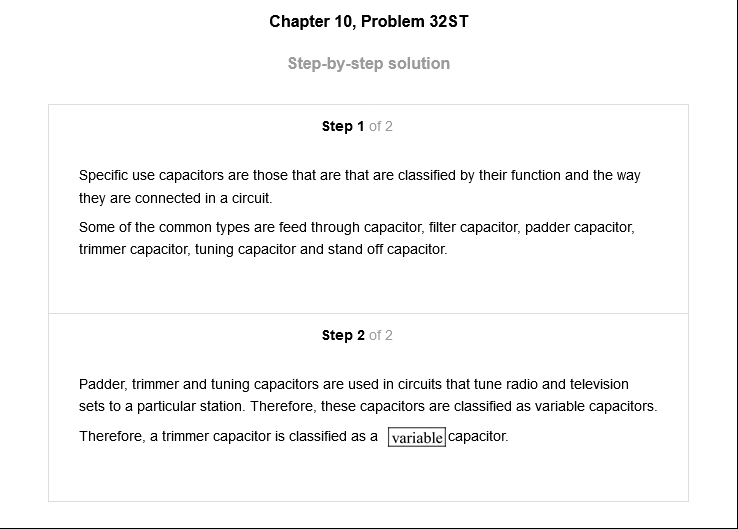 Chapter 10, Problem 32ST
Step-by-step solution
Step 1 of 2
Specific use capacitors are those that are that are classified by their function and the way
they are connected in a circuit.
Some of the common types are feed through capacitor, filter capacitor, padder capacitor,
trimmer capacitor, tuning capacitor and stand off capacitor.
Step 2 of 2
Padder, trimmer and tuning capacitors are used in circuits that tune radio and television
sets to a particular station. Therefore, these capacitors are classified as variable capacitors.
Therefore, a trimmer capacitor is classified as a variable capacitor.